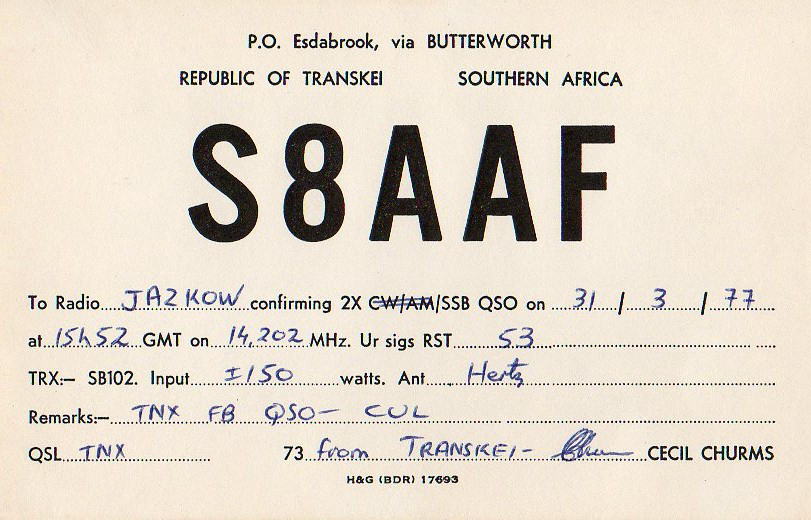 P.O. Esdabrook, via BUTTERWORTH
REPUBLIC OF TRANSKEI SOUTHERN AFRICA
S8AAF
To Radio JA2KOW confirming 2X CW/AM/SSB QSO on 31 / 3 / 77
at 15h52 GMT on 14,202 MHz. Ur sigs RST 53
TRX:– SB102. Input ±150 watts. Ant. Hertz
Remarks:– TNX FB QSO– CUL
QSL TNX 73 from TRANSKEI– CECIL CHURMS
H&G (BDR) 17693